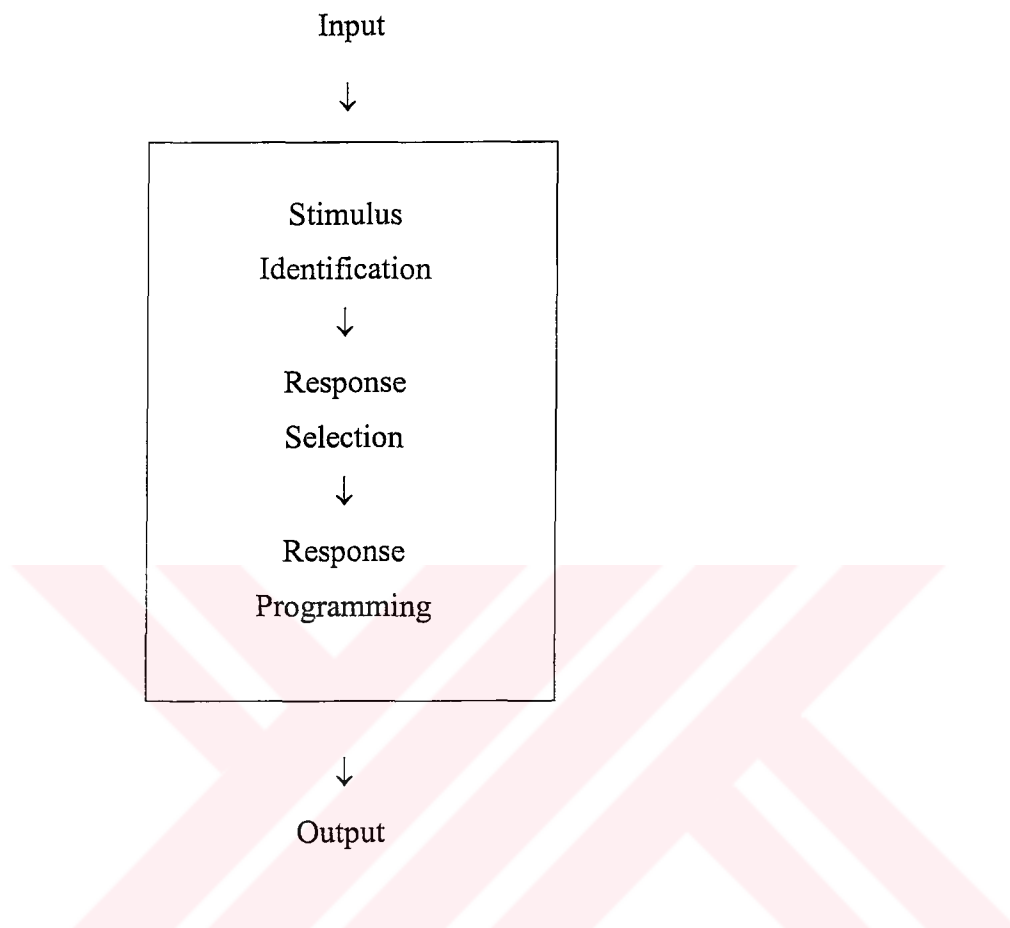 Input
↓
Stimulus
Identification
↓
Response
Selection
↓
Response
Programming
↓
Output